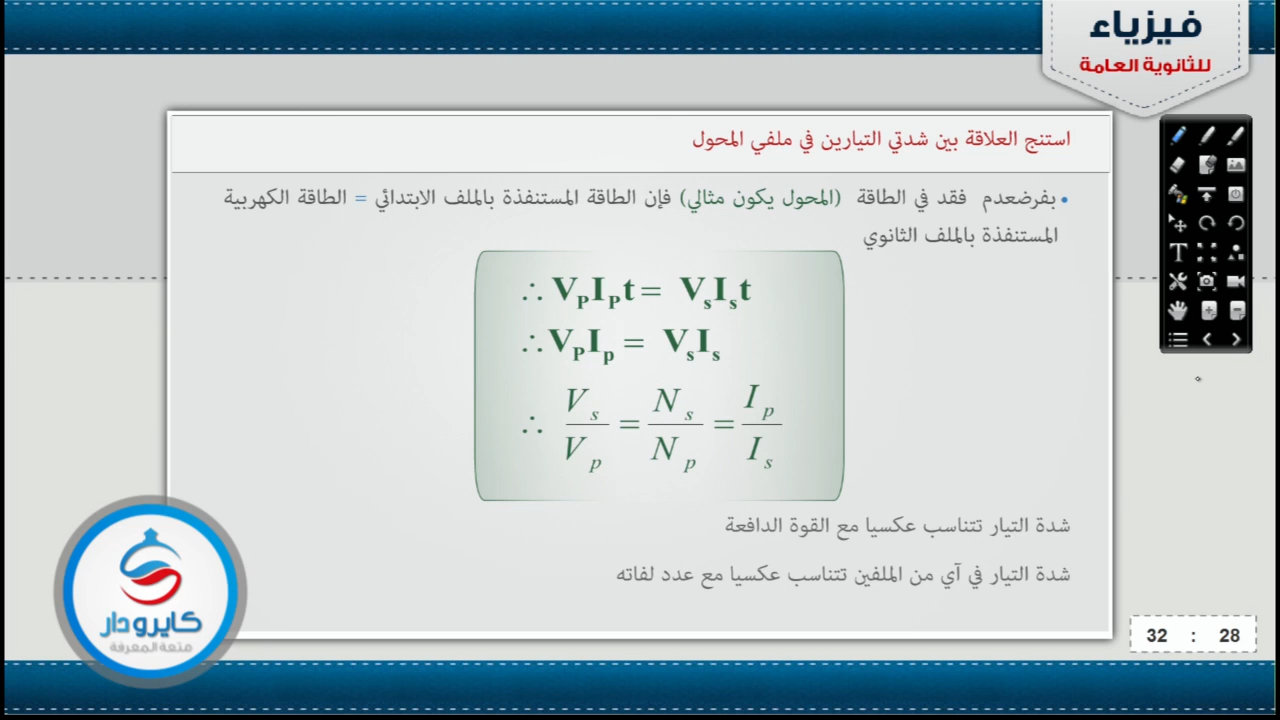 فيزياء
للثانوية العامة
استنج العلاقة بين شدتي التيارين في ملفي المحول
• بفرضعدم فقد في الطاقة (المحول يكون مثالي) فإن الطاقة المستنفذة بالملف الابتدائي = الطاقة الكهربية
المستنفذة بالملف الثانوي
∴ V_P I_P t = V_s I_s t
∴ V_P I_p = V_s I_s
∴ V_s / V_p = N_s / N_p = I_p / I_s
شدة التيار تتناسب عكسيا مع القوة الدافعة
شدة التيار في آي من الملفين تتناسب عكسيا مع عدد لفاته
كايرودار
متعة المعرفة
32 : 28